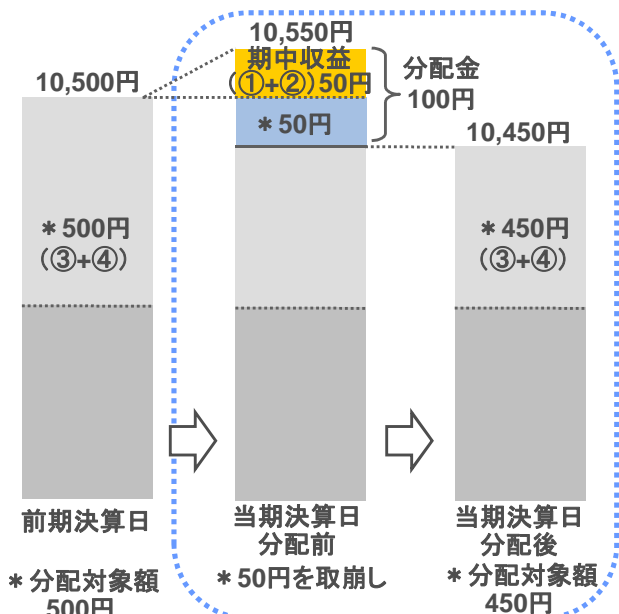 10,550円
期中収益
(①+②) 50円
分配金
100円
10,500円
＊50円
10,450円
＊500円
(③+④)
＊450円
(③+④)
前期決算日
当期決算日
分配前
当期決算日
分配後
＊分配対象額
500円
＊50円を取崩し
＊分配対象額
450円